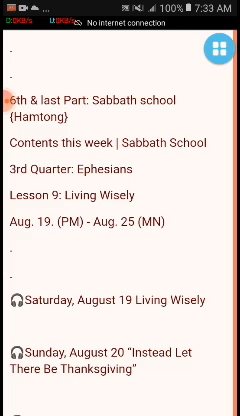 0:0KB/s U:0KB/s 100% 7:33 AM
No internet connection
.
.
6th & last Part: Sabbath school
{Hamtong}
Contents this week | Sabbath School
3rd Quarter: Ephesians
Lesson 9: Living Wisely
Aug. 19. (PM) - Aug. 25 (MN)
.
.
🎧Saturday, August 19 Living Wisely
🎧Sunday, August 20 “Instead Let
There Be Thanksgiving”